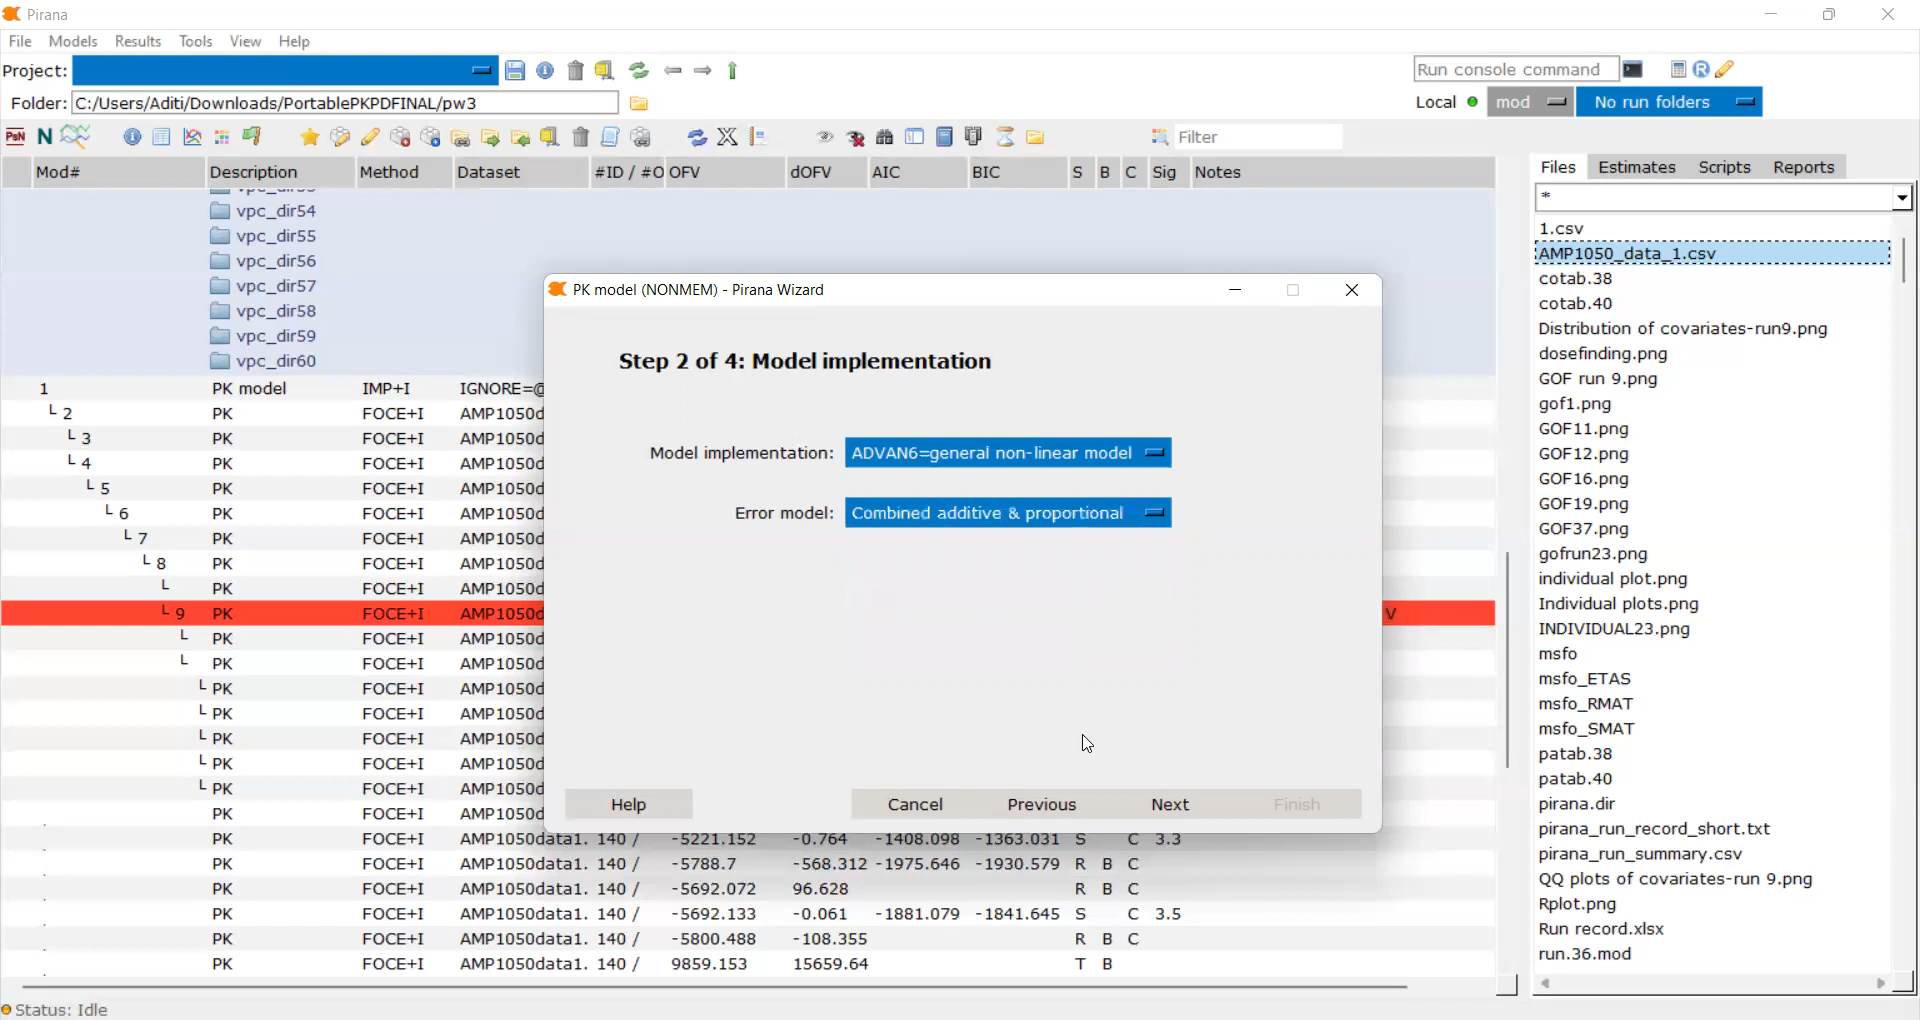 Pirana
File Models Results Tools View Help
Project:
Run console command
Folder: C:/Users/Aditi/Downloads/PortablePKPDFINAL/pw3
Local mod No run folders
PsN N Filter
Mod# Description Method Dataset #ID / #O OFV dOFV AIC BIC S B C Sig Notes
vpc_dir54
vpc_dir55
vpc_dir56
vpc_dir57
vpc_dir58
vpc_dir59
vpc_dir60
1 PK model IMP+I IGNORE=@
2 PK FOCE+I AMP1050d
3 PK FOCE+I AMP1050d
4 PK FOCE+I AMP1050d
5 PK FOCE+I AMP1050d
6 PK FOCE+I AMP1050d
7 PK FOCE+I AMP1050d
8 PK FOCE+I AMP1050d
PK FOCE+I AMP1050d
9 PK FOCE+I AMP1050d V
PK FOCE+I AMP1050d
PK FOCE+I AMP1050d
PK FOCE+I AMP1050d
PK FOCE+I AMP1050d
PK FOCE+I AMP1050d
PK FOCE+I AMP1050d
PK FOCE+I AMP1050d
PK FOCE+I AMP1050d
PK FOCE+I AMP1050data1. 140 / -5221.152 -0.764 -1408.098 -1363.031 S C 3.3
PK FOCE+I AMP1050data1. 140 / -5788.7 -568.312 -1975.646 -1930.579 R B C
PK FOCE+I AMP1050data1. 140 / -5692.072 96.628 R B C
PK FOCE+I AMP1050data1. 140 / -5692.133 -0.061 -1881.079 -1841.645 S C 3.5
PK FOCE+I AMP1050data1. 140 / -5800.488 -108.355 R B C
PK FOCE+I AMP1050data1. 140 / 9859.153 15659.64 T B
PK model (NONMEM) - Pirana Wizard
Step 2 of 4: Model implementation
Model implementation: ADVAN6=general non-linear model
Error model: Combined additive & proportional
Help Cancel Previous Next Finish
Files Estimates Scripts Reports
*
1.csv
AMP1050_data_1.csv
cotab.38
cotab.40
Distribution of covariates-run9.png
dosefinding.png
GOF run 9.png
gof1.png
GOF11.png
GOF12.png
GOF16.png
GOF19.png
GOF37.png
gofrun23.png
individual plot.png
Individual plots.png
INDIVIDUAL23.png
msfo
msfo_ETAS
msfo_RMAT
msfo_SMAT
patab.38
patab.40
pirana.dir
pirana_run_record_short.txt
pirana_run_summary.csv
QQ plots of covariates-run 9.png
Rplot.png
Run record.xlsx
run.36.mod
Status: Idle